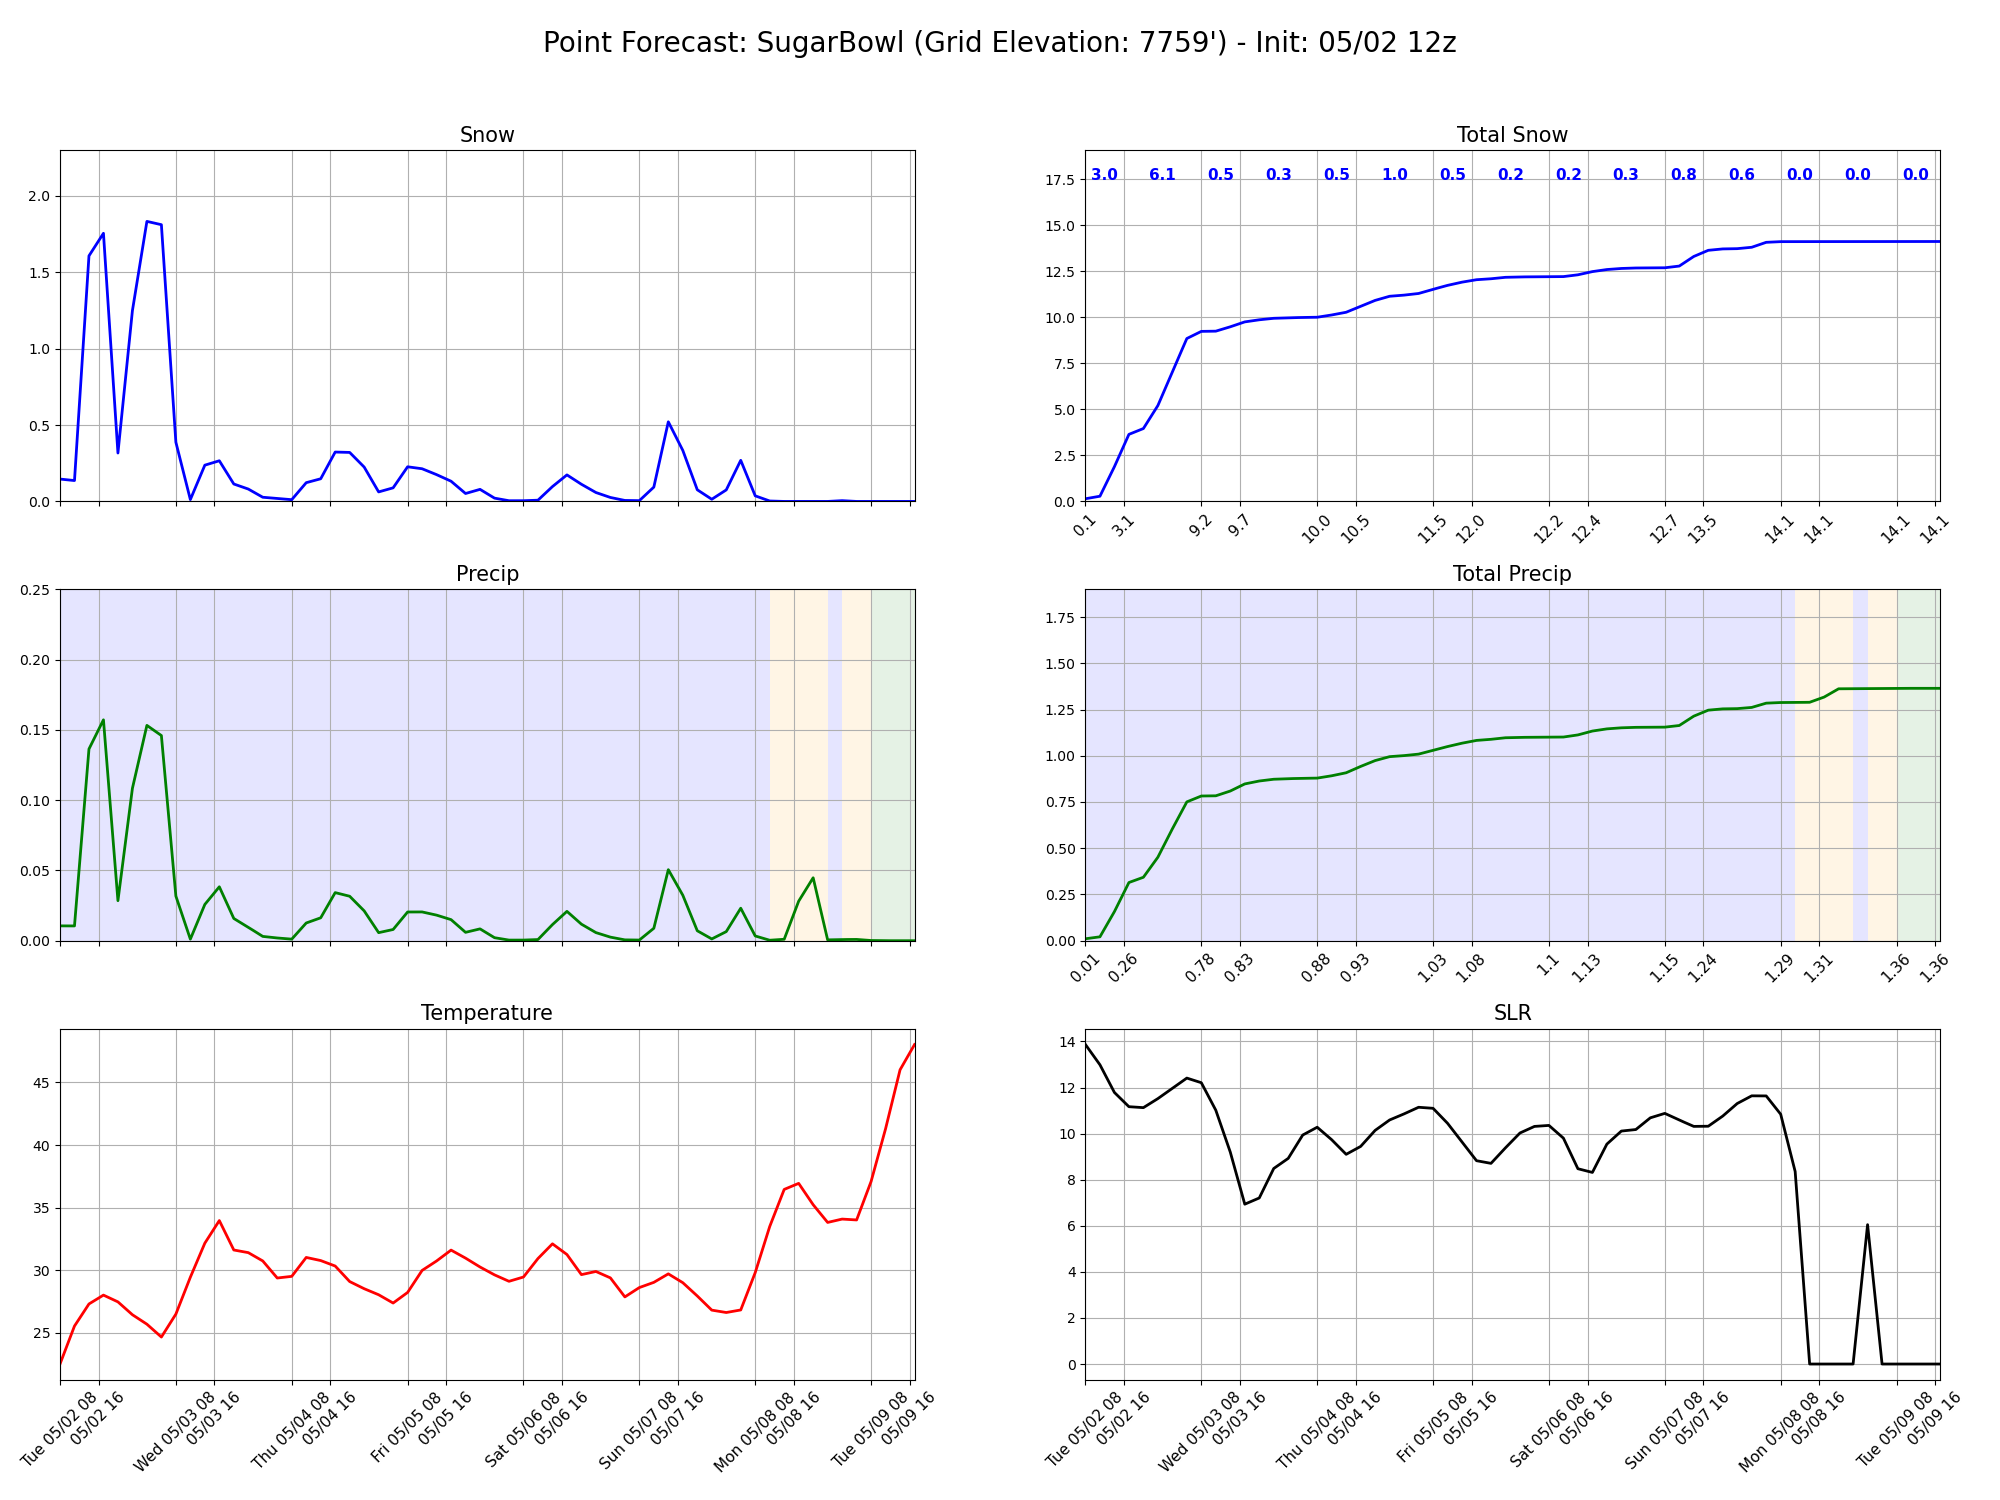 Point Forecast: SugarBowl (Grid Elevation: 7759') - Init: 05/02 12z
Snow
2.0
1.5
1.0
0.5
0.0
Total Snow
3.0 6.1 0.5 0.3 0.5 1.0 0.5 0.2 0.2 0.3 0.8 0.6 0.0 0.0 0.0
17.5
15.0
12.5
10.0
7.5
5.0
2.5
0.0
0.1 3.1 9.2 9.7 10.0 10.5 11.5 12.0 12.2 12.4 12.7 13.5 14.1 14.1 14.1 14.1
Precip
0.25
0.20
0.15
0.10
0.05
0.00
Total Precip
1.75
1.50
1.25
1.00
0.75
0.50
0.25
0.00
0.01 0.26 0.78 0.83 0.88 0.93 1.03 1.08 1.1 1.13 1.15 1.24 1.29 1.31 1.36 1.36
Temperature
45
40
35
30
25
Tue 05/02 08
05/02 16
Wed 05/03 08
05/03 16
Thu 05/04 08
05/04 16
Fri 05/05 08
05/05 16
Sat 05/06 08
05/06 16
Sun 05/07 08
05/07 16
Mon 05/08 08
05/08 16
Tue 05/09 08
05/09 16
SLR
14
12
10
8
6
4
2
0
Tue 05/02 08
05/02 16
Wed 05/03 08
05/03 16
Thu 05/04 08
05/04 16
Fri 05/05 08
05/05 16
Sat 05/06 08
05/06 16
Sun 05/07 08
05/07 16
Mon 05/08 08
05/08 16
Tue 05/09 08
05/09 16